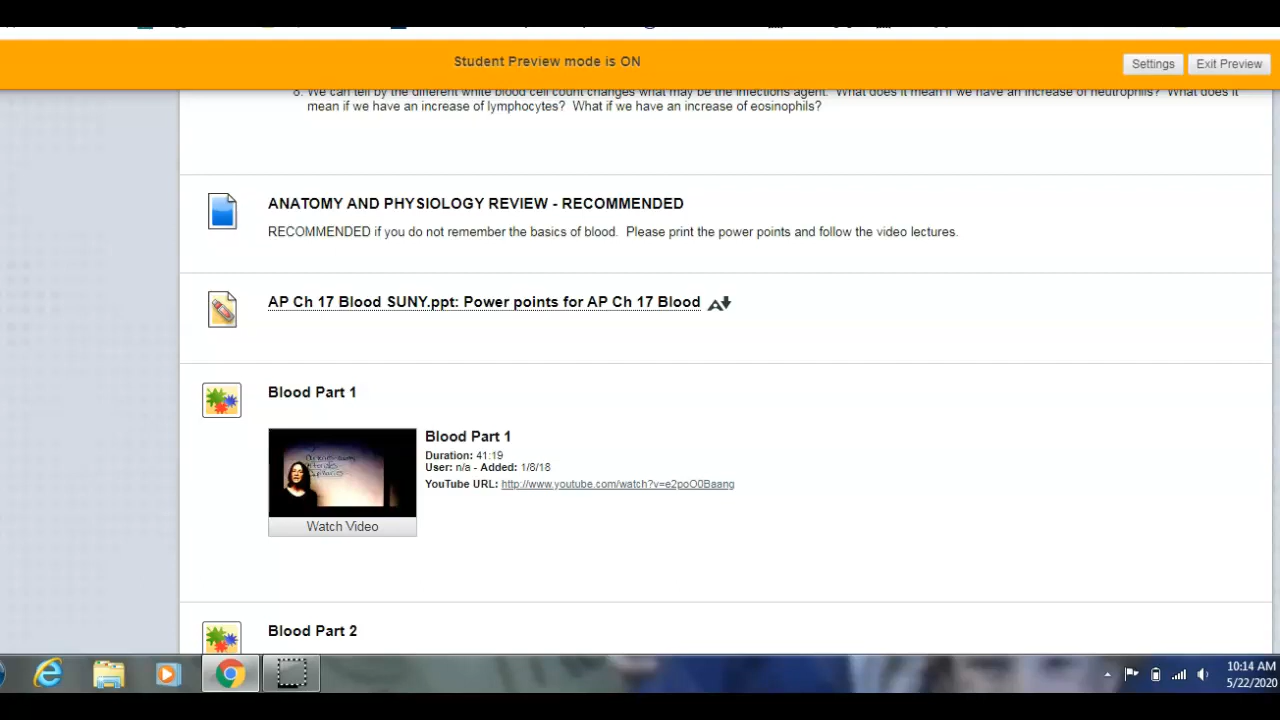 Student Preview mode is ON
Settings
Exit Preview
8. We can tell by the different white blood cell count changes what may be the infections agent. What does it mean if we have an increase of neutrophils? What does it
mean if we have an increase of lymphocytes? What if we have an increase of eosinophils?
ANATOMY AND PHYSIOLOGY REVIEW - RECOMMENDED
RECOMMENDED if you do not remember the basics of blood. Please print the power points and follow the video lectures.
AP Ch 17 Blood SUNY.ppt: Power points for AP Ch 17 Blood
Blood Part 1
Blood Part 1
Duration: 41:19
User: n/a - Added: 1/8/18
YouTube URL: http://www.youtube.com/watch?v=e2poO0Baang
Watch Video
Blood Part 2
10:14 AM
5/22/2020